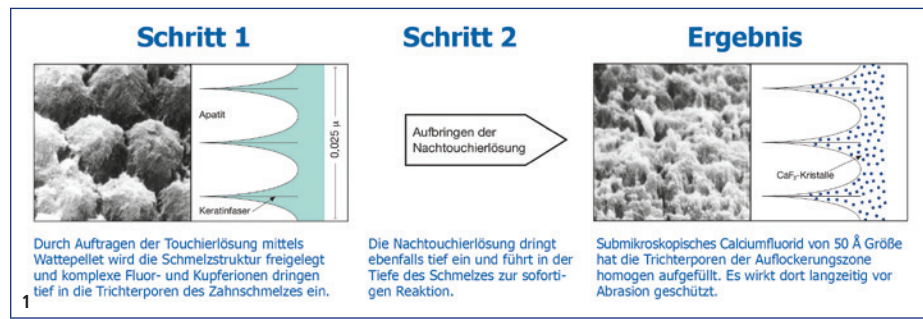 Schritt 1
Schritt 2
Ergebnis
Apatit
Keratinfaser
0,025 µ
Aufbringen der
Nachtouchierlösung
CaF₂-Kristalle
Durch Auftragen der Touchierlösung mittels
Wattepellet wird die Schmelzstruktur freigelegt
und komplexe Fluor- und Kupferionen dringen
tief in die Trichterporen des Zahnschmelzes ein.
Die Nachtouchierlösung dringt
ebenfalls tief ein und führt in der
Tiefe des Schmelzes zur soforti-
gen Reaktion.
Submikroskopisches Calciumfluorid von 50 Å Größe
hat die Trichterporen der Auflockerungszone
homogen aufgefüllt. Es wirkt dort langzeitig vor
Abrasion geschützt.
1